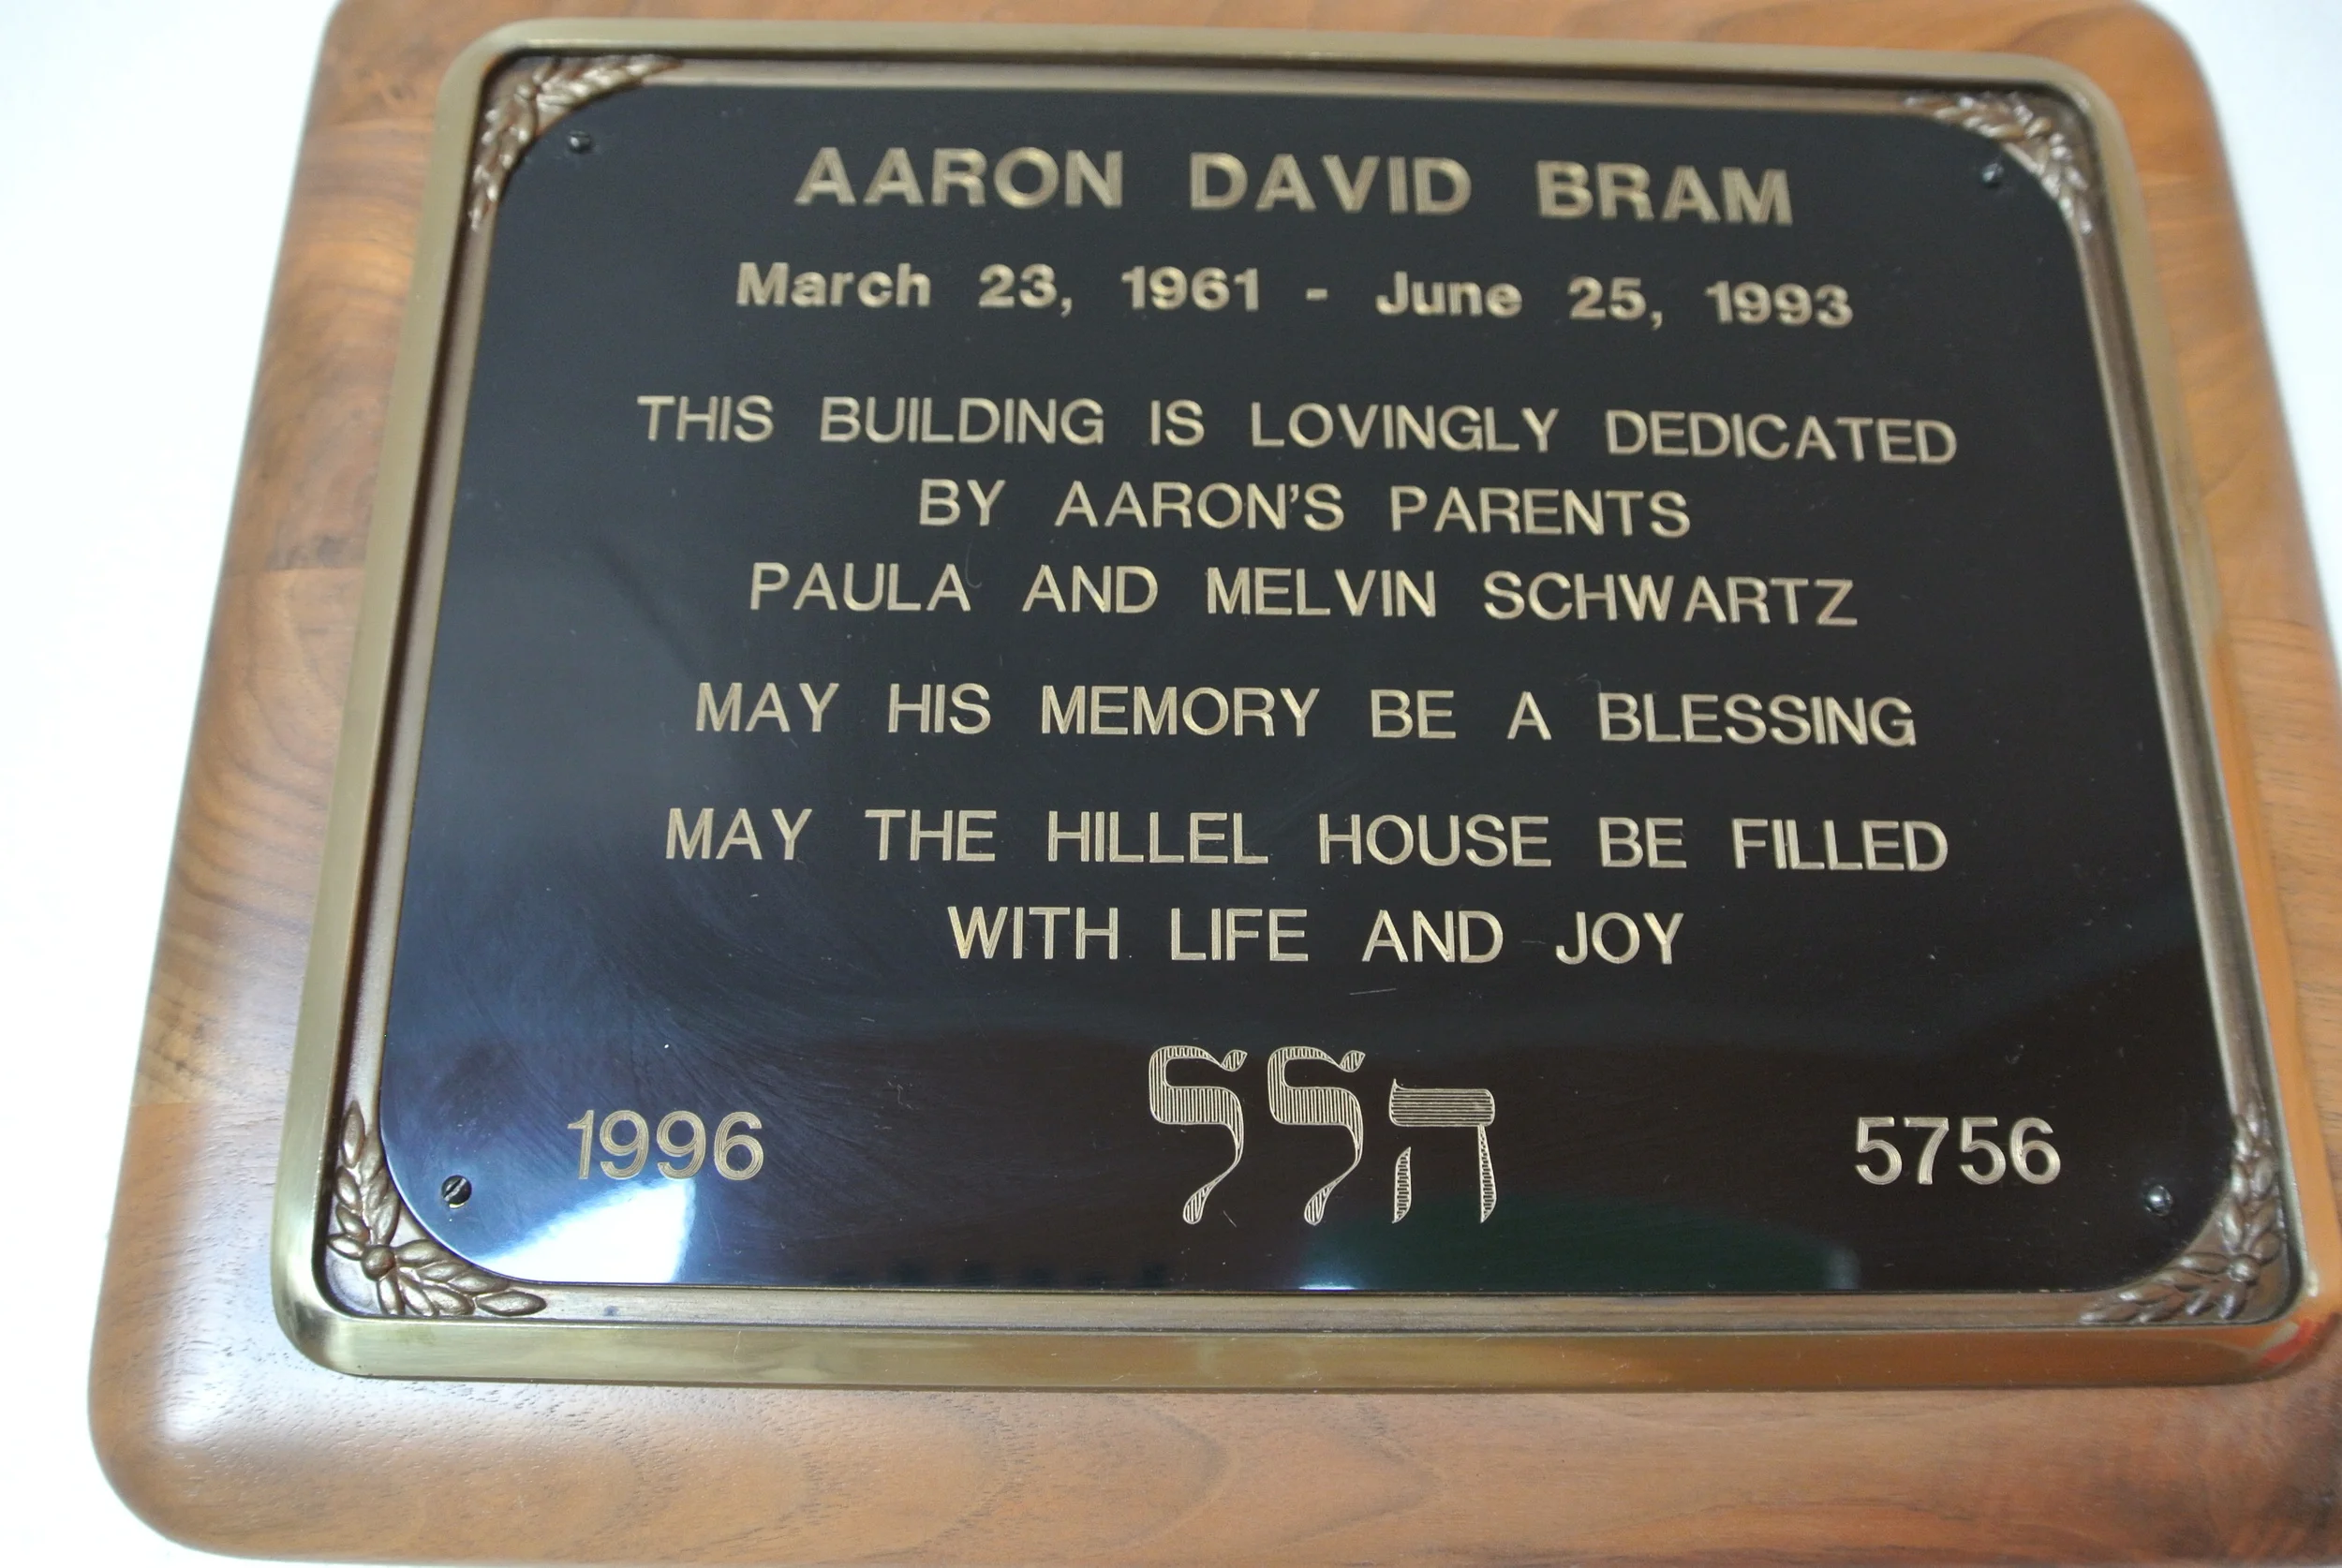 AARON DAVID BRAM
March 23, 1961 - June 25, 1993
THIS BUILDING IS LOVINGLY DEDICATED
BY AARON'S PARENTS
PAULA AND MELVIN SCHWARTZ
MAY HIS MEMORY BE A BLESSING
MAY THE HILLEL HOUSE BE FILLED
WITH LIFE AND JOY
1996 הלל 5756